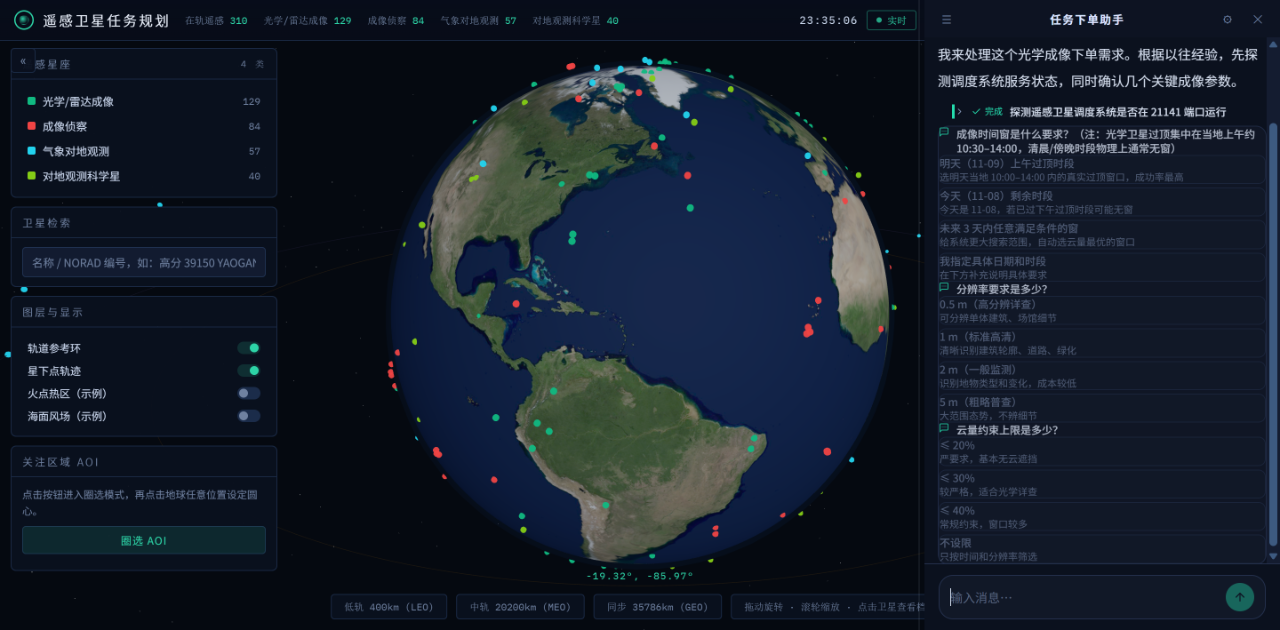 遥感卫星任务规划
在轨遥感 310
光学/雷达成像 129
成像侦察 84
气象对地观测 57
对地观测科学星 40
23:35:06
实时
«
感星座
4 类
光学/雷达成像 129
成像侦察 84
气象对地观测 57
对地观测科学星 40
卫星检索
名称 / NORAD 编号，如：高分 39150 YAOGAN
图层与显示
轨道参考环
星下点轨迹
火点热区（示例）
海面风场（示例）
关注区域 AOI
点击按钮进入圈选模式，再点击地球任意位置设定圆
心。
圈选 AOI
-19.32°, -85.97°
低轨 400km (LEO)
中轨 20200km (MEO)
同步 35786km (GEO)
拖动旋转 · 滚轮缩放 · 点击卫星查看
任务下单助手
我来处理这个光学成像下单需求。根据以往经验，先探
测调度系统服务状态，同时确认几个关键成像参数。
完成 探测遥感卫星调度系统是否在 21141 端口运行
成像时间窗是什么要求？（注：光学卫星过顶集中在当地上午约
10:30–14:00，清晨/傍晚时段物理上通常无窗）
明天（11-09）上午过顶时段
选明天当地 10:00–14:00 内的真实过顶窗口，成功率最高
今天（11-08）剩余时段
今天是 11-08，若已过下午过顶时段可能无窗
未来 3 天内任意满足条件的窗
给系统更大搜索范围，自动选云量最优的窗口
我指定具体日期和时段
在下方补充说明具体要求
分辨率要求是多少？
0.5 m（高分辨详查）
可分辨单体建筑、场馆细节
1 m（标准高清）
清晰识别建筑轮廓、道路、绿化
2 m（一般监测）
识别地物类型和变化，成本较低
5 m（粗略普查）
大范围态势，不辨细节
云量约束上限是多少？
≤ 20%
严要求，基本无云遮挡
≤ 30%
较严格，适合光学详查
≤ 40%
常规约束，窗口较多
不设限
只按时间和分辨率筛选
输入消息…